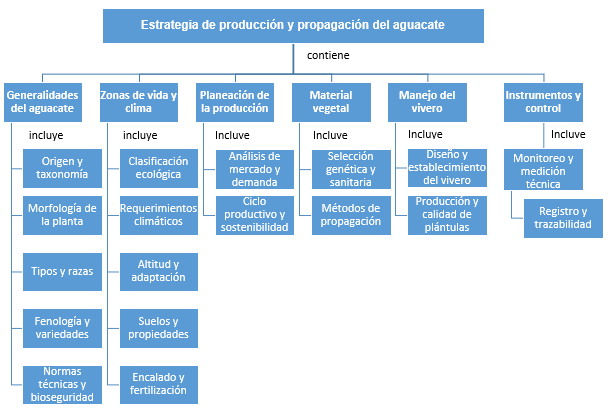 Estrategia de producción y propagación del aguacate
contiene
Generalidades
del aguacate
Zonas de vida y
clima
Planeación de
la producción
Material
vegetal
Manejo del
vivero
Instrumentos y
control
incluye
incluye
Incluye
Incluye
Incluye
Incluye
Origen y
taxonomía
Morfología de
la planta
Tipos y razas
Fenología y
variedades
Normas
técnicas y
bioseguridad
Clasificación
ecológica
Requerimientos
climáticos
Altitud y
adaptación
Suelos y
propiedades
Encalado y
fertilización
Análisis de
mercado y
demanda
Ciclo
productivo y
sostenibilidad
Selección
genética y
sanitaria
Métodos de
propagación
Diseño y
establecimiento
del vivero
Producción y
calidad de
plántulas
Monitoreo y
medición
técnica
Registro y
trazabilidad